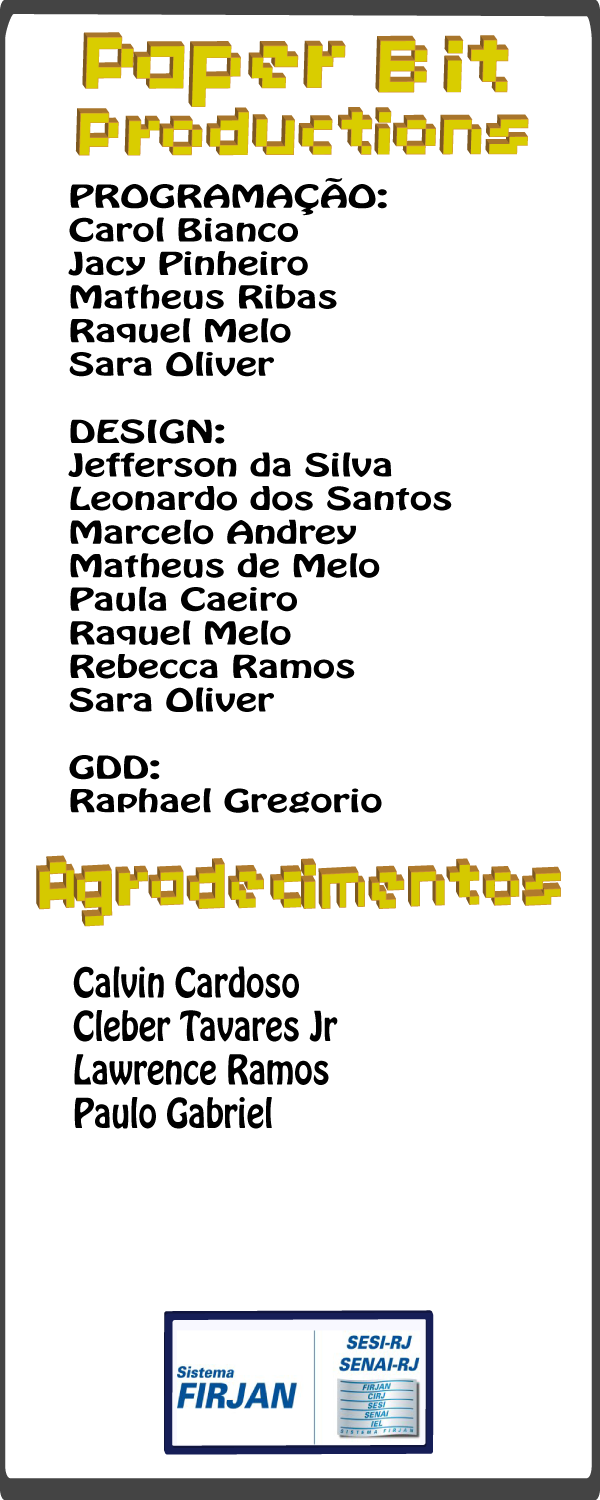 Paper Bit
Productions
PROGRAMAÇÃO:
Carol Bianco
Jacy Pinheiro
Matheus Ribas
Raquel Melo
Sara Oliver
DESIGN:
Jefferson da Silva
Leonardo dos Santos
Marcelo Andrey
Matheus de Melo
Paula Caeiro
Raquel Melo
Rebecca Ramos
Sara Oliver
GDD:
Raphael Gregorio
Agradecimentos
Calvin Cardoso
Cleber Tavares Jr
Lawrence Ramos
Paulo Gabriel
Sistema
FIRJAN
SESI-RJ
SENAI-RJ
FIRJAN
CIRJ
SESI
SENAI
IEL
SISTEMA FIRJAN